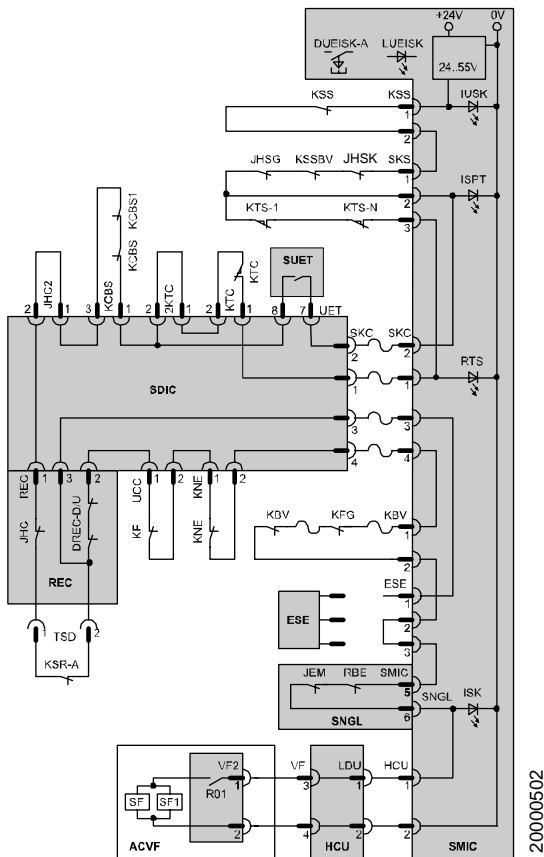 +24V 0V
DUEISK-A LUEISK
24..55V
KSS KSS IUSK
1
2
JHSG KSSBV JHSK SKS
1
ISPT
2
KTS-1 KTS-N
3
KCBS1
KCBS
SUET
KTC
2 JHC2 1 3 KCBS 1 2 2KTC 1 2 KTC 1 8 7 UET
SKC SKC
2 2
RTS
SDIC
1 1
3 3
4 4
REC 1 3 2 UCC 1 2 KNE 1 2
JHC DREC-D/U KF KNE
KBV KFG KBV
1
2
REC
ESE
1
ESE
2
3
1 TSD 2
KSR-A
JEM RBE SMIC
5
SNGL ISK
6
SNGL
VF2 VF LDU HCU
1 3 1 1
R01
SF SF1
2 4 2 2
ACVF HCU SMIC
20000502